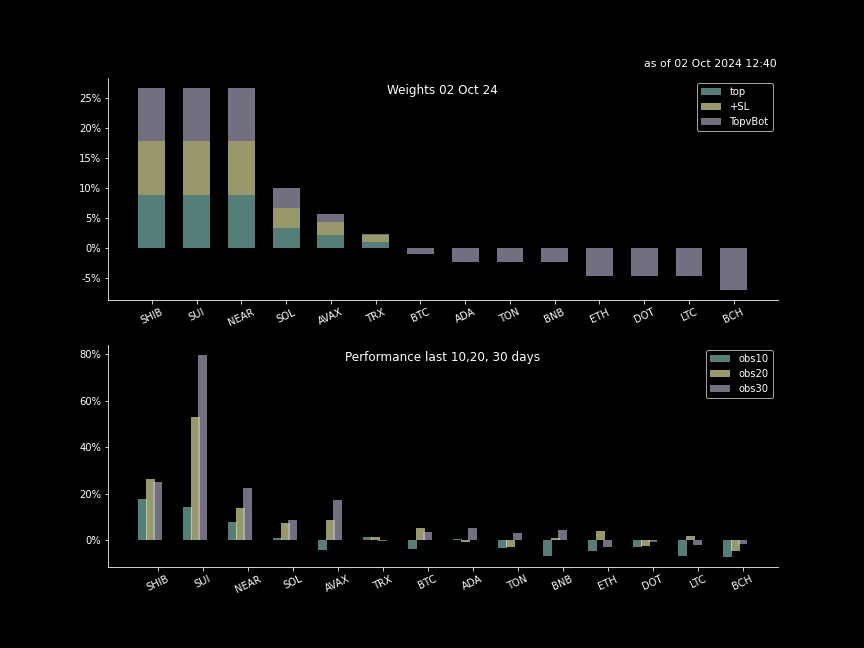 as of 02 Oct 2024 12:40
Weights 02 Oct 24
top
+SL
TopvBot
25%
20%
15%
10%
5%
0%
-5%
SHIB SUI NEAR SOL AVAX TRX BTC ADA TON BNB ETH DOT LTC BCH
Performance last 10,20, 30 days
obs10
obs20
obs30
80%
60%
40%
20%
0%
SHIB SUI NEAR SOL AVAX TRX BTC ADA TON BNB ETH DOT LTC BCH